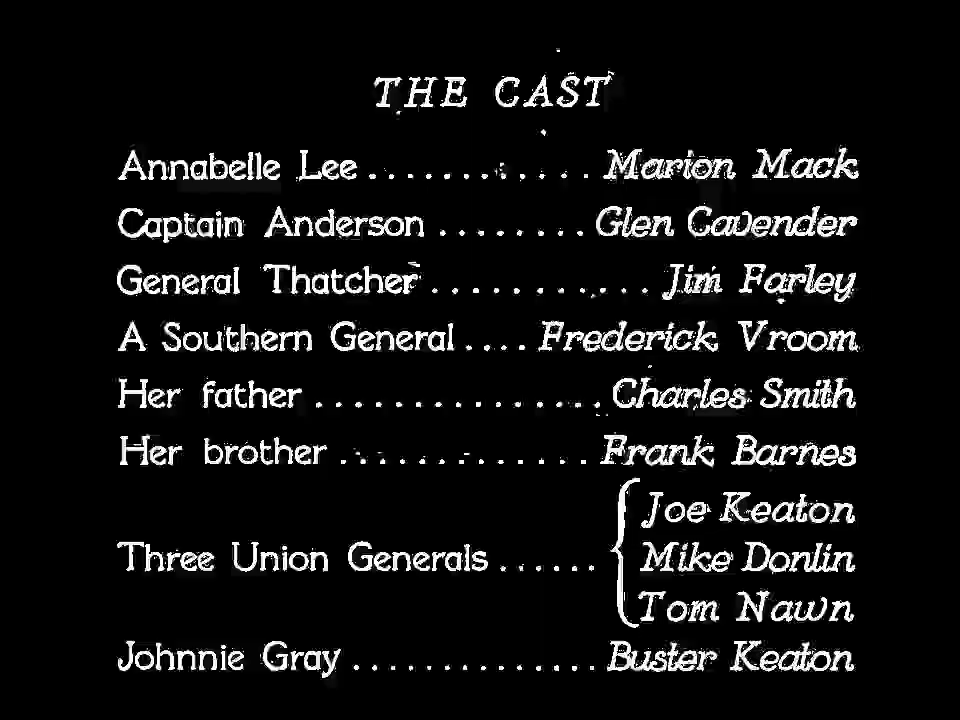 THE CAST
Annabelle Lee . . . . . . . . . . . . Marion Mack
Captain Anderson . . . . . . . . Glen Cavender
General Thatcher . . . . . . . . . . . . Jim Farley
A Southern General . . . . Frederick Vroom
Her father . . . . . . . . . . . . . . . Charles Smith
Her brother . . . . . . . . . . . . . Frank Barnes
Joe Keaton
Three Union Generals . . . . . . { Mike Donlin
Tom Nawn
Johnnie Gray . . . . . . . . . . . . . . Buster Keaton